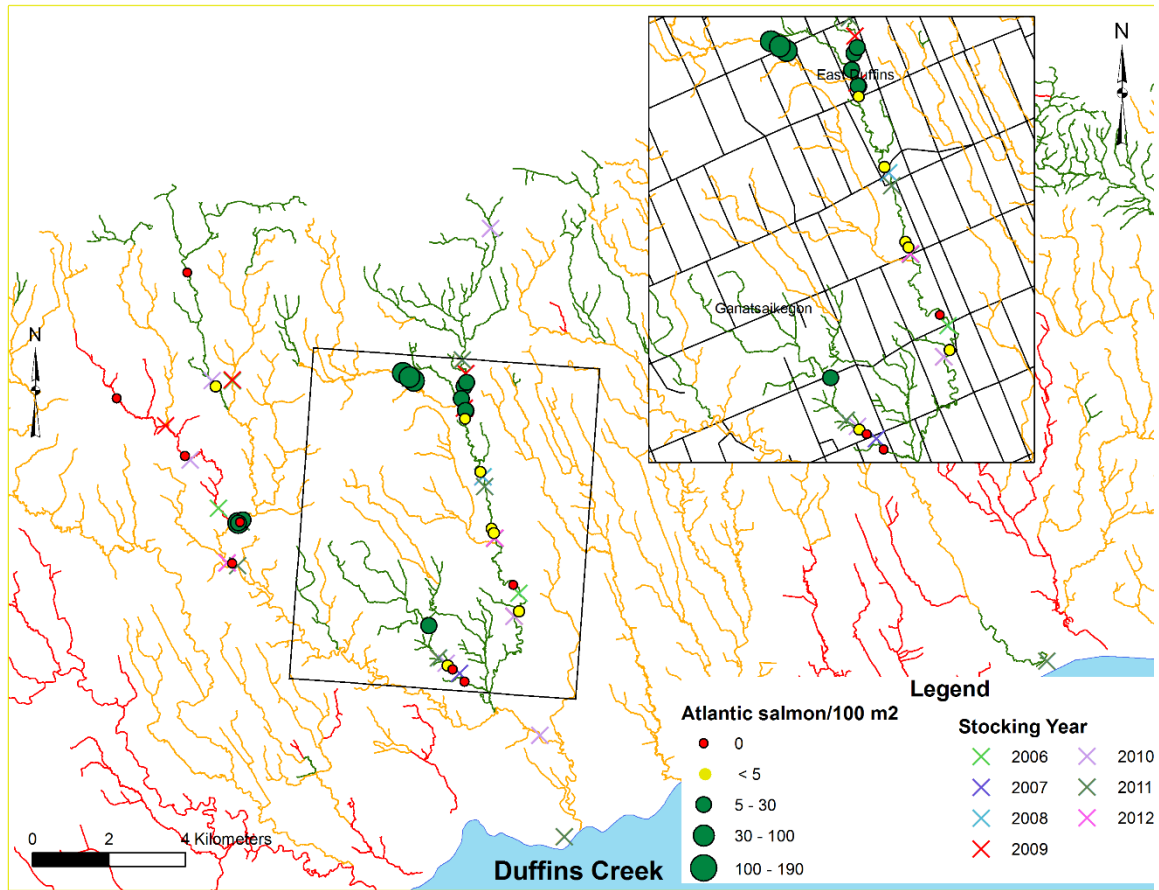 N
East Duffins
Ganatsaikegon
N
Legend
Atlantic salmon/100 m2
0
< 5
5 - 30
30 - 100
100 - 190
Stocking Year
2006
2007
2008
2009
2010
2011
2012
0 2 4 Kilometers
Duffins Creek